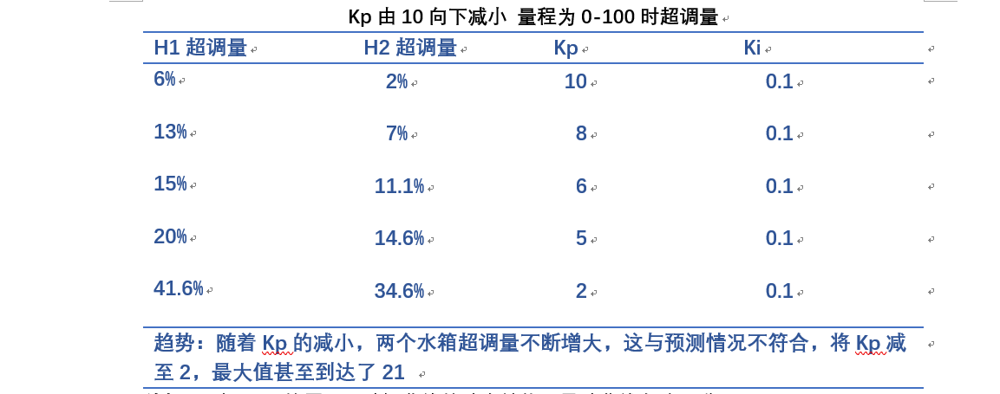 Kp 由 10 向下减小 量程为 0-100 时超调量
H1 超调量 H2 超调量 Kp Ki
6% 2% 10 0.1
13% 7% 8 0.1
15% 11.1% 6 0.1
20% 14.6% 5 0.1
41.6% 34.6% 2 0.1
趋势：随着 Kp 的减小，两个水箱超调量不断增大，这与预测情况不符合，将 Kp 减
至 2，最大值甚至到达了 21